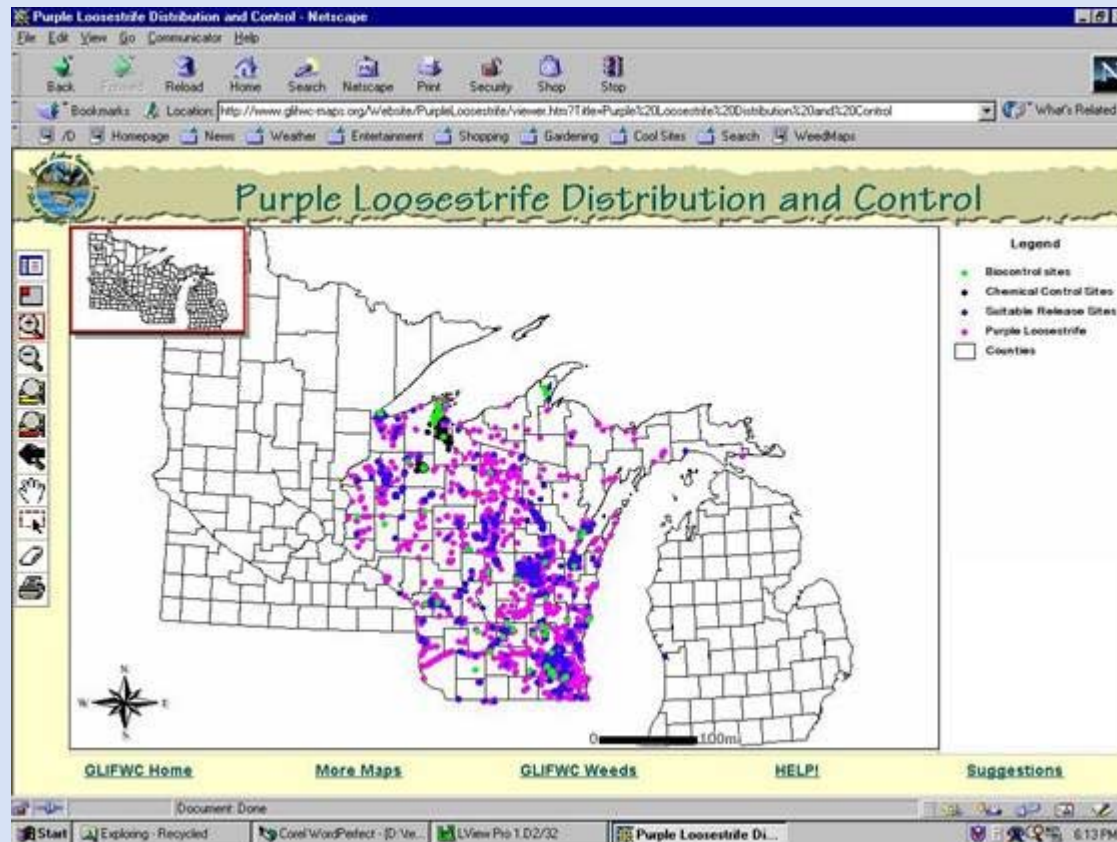 Purple Loosestrife Distribution and Control - Netscape
File Edit View Go Communicator Help
Back Forward Reload Home Search Netscape Print Security Shop Stop
Bookmarks Location: http://www.glifwc-maps.org/Website/PurpleLoosestrife/viewer.htm?Title=Purple%20Loosestrife%20Distribution%20and%20Control What's Related
/D Homepage News Weather Entertainment Shopping Gardening Cool Sites Search WeedMaps
Purple Loosestrife Distribution and Control
Legend
Biocontrol sites
Chemical Control Sites
Suitable Release Sites
Purple Loosestrife
Counties
N
W E
S
0 100mi
GLIFWC Home More Maps GLIFWC Weeds HELP! Suggestions
Document: Done
Start Exploring - Recycled Corel WordPerfect - [D:\We... LView Pro 1.D2/32 Purple Loosestrife Di... 6:13 PM